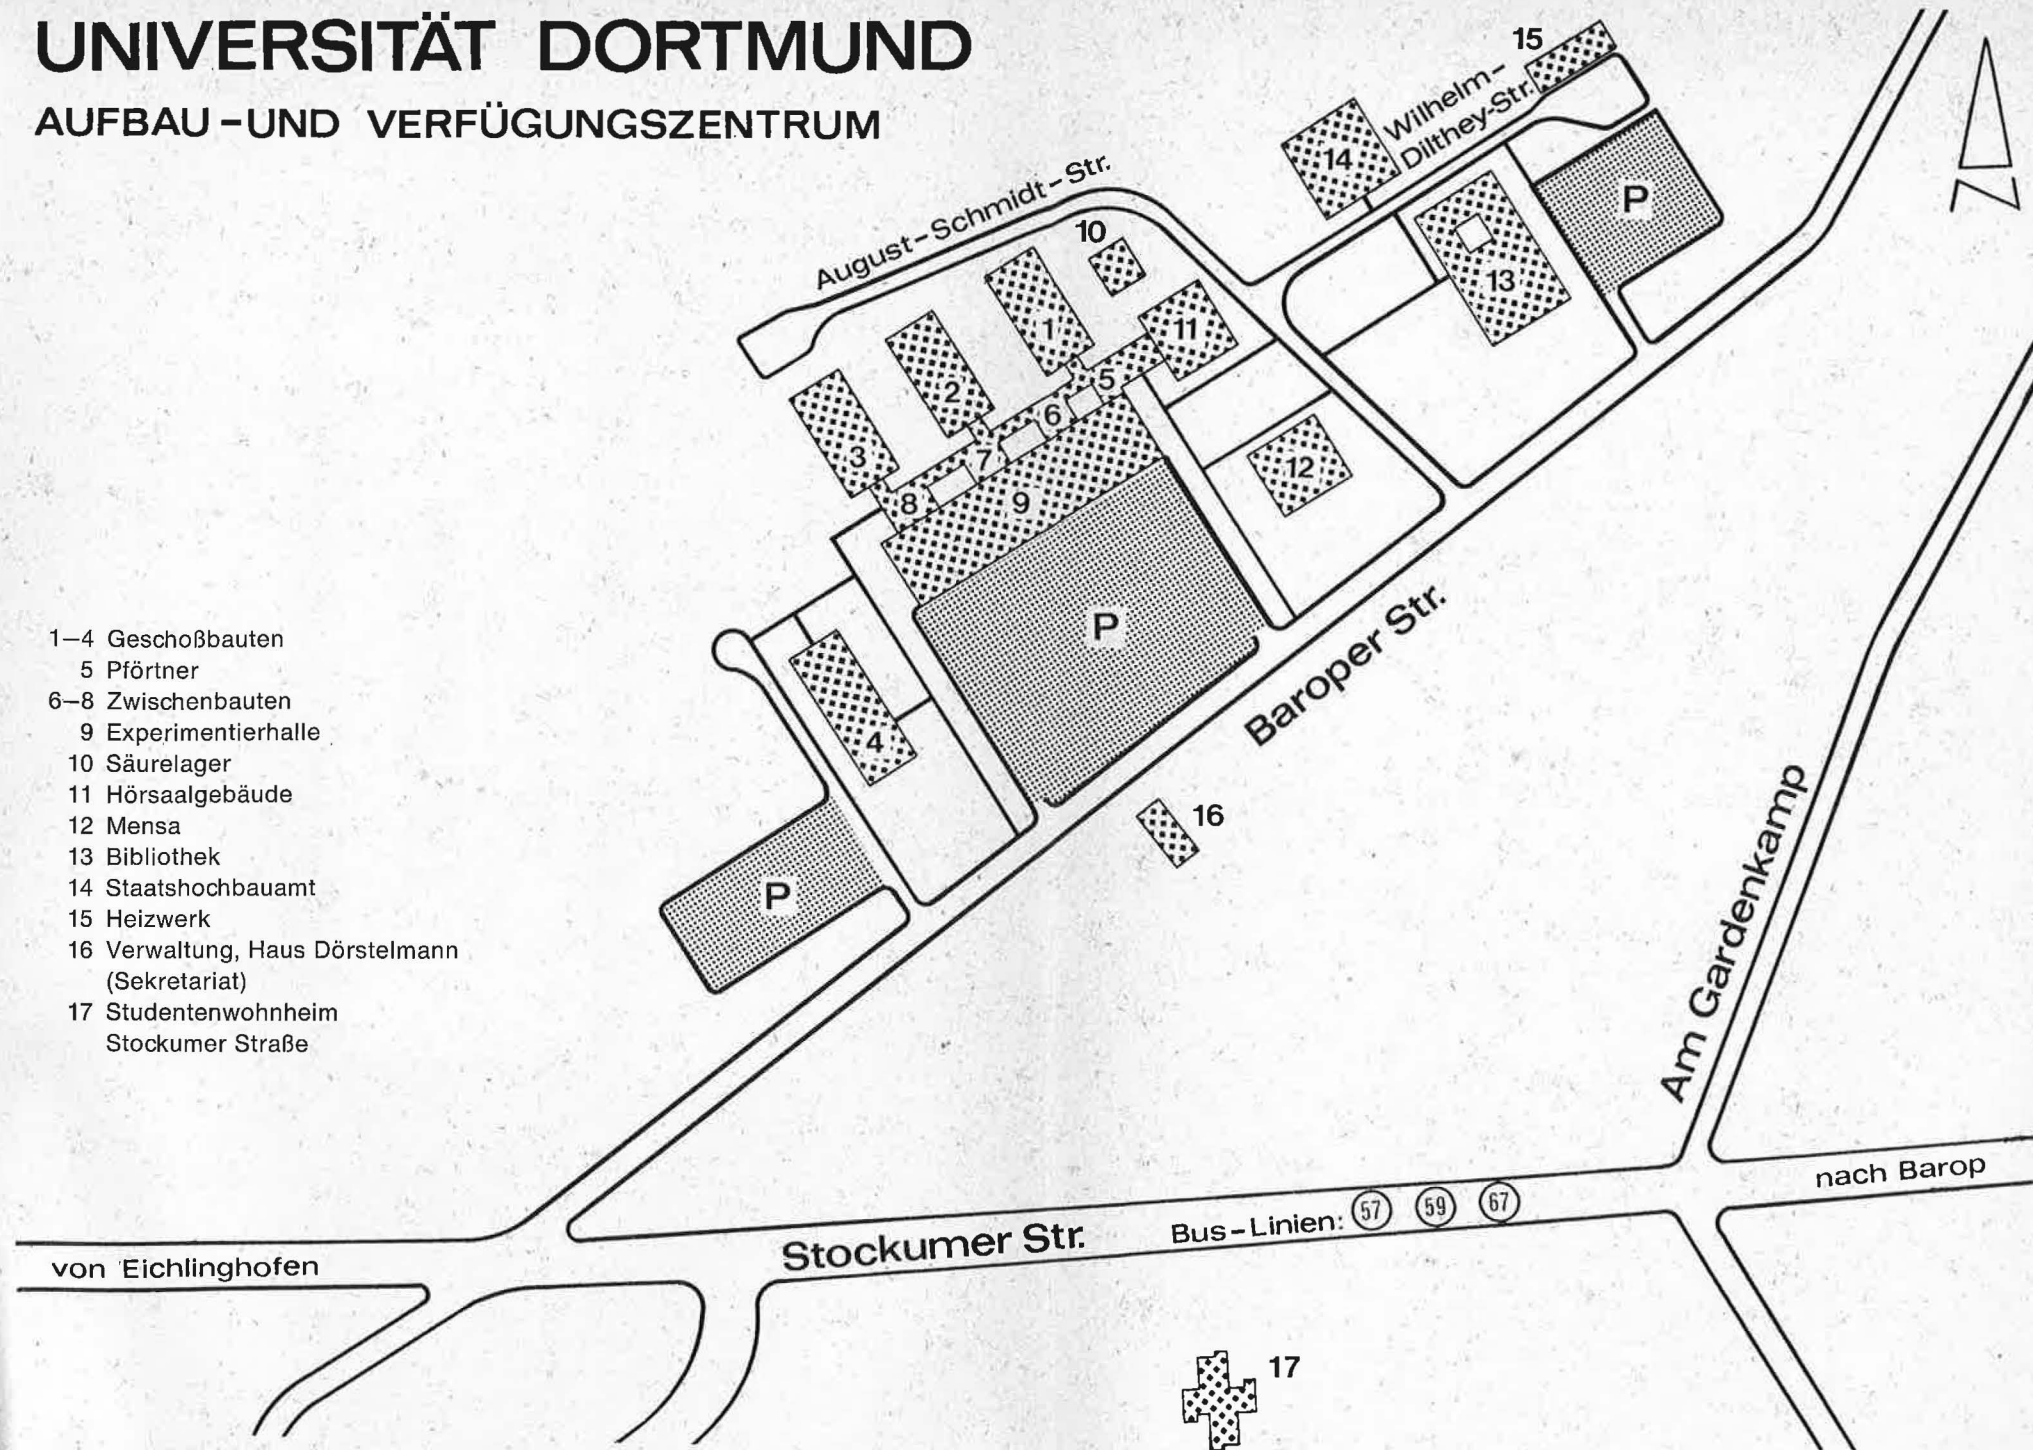 UNIVERSITÄT DORTMUND
AUFBAU-UND VERFÜGUNGSZENTRUM
15
Wilhelm-
Dilthey-Str.
14
P
August-Schmidt-Str.
10
13
1
11
2
5
6
3
7
12
8
9
P
Baroper Str.
4
1–4 Geschoßbauten
5 Pförtner
6–8 Zwischenbauten
9 Experimentierhalle
10 Säurelager
11 Hörsaalgebäude
12 Mensa
13 Bibliothek
14 Staatshochbauamt
15 Heizwerk
16 Verwaltung, Haus Dörstelmann
(Sekretariat)
17 Studentenwohnheim
Stockumer Straße
16
P
Am Gardenkamp
nach Barop
Stockumer Str.
Bus-Linien: 57 59 67
von Eichlinghofen
17
N